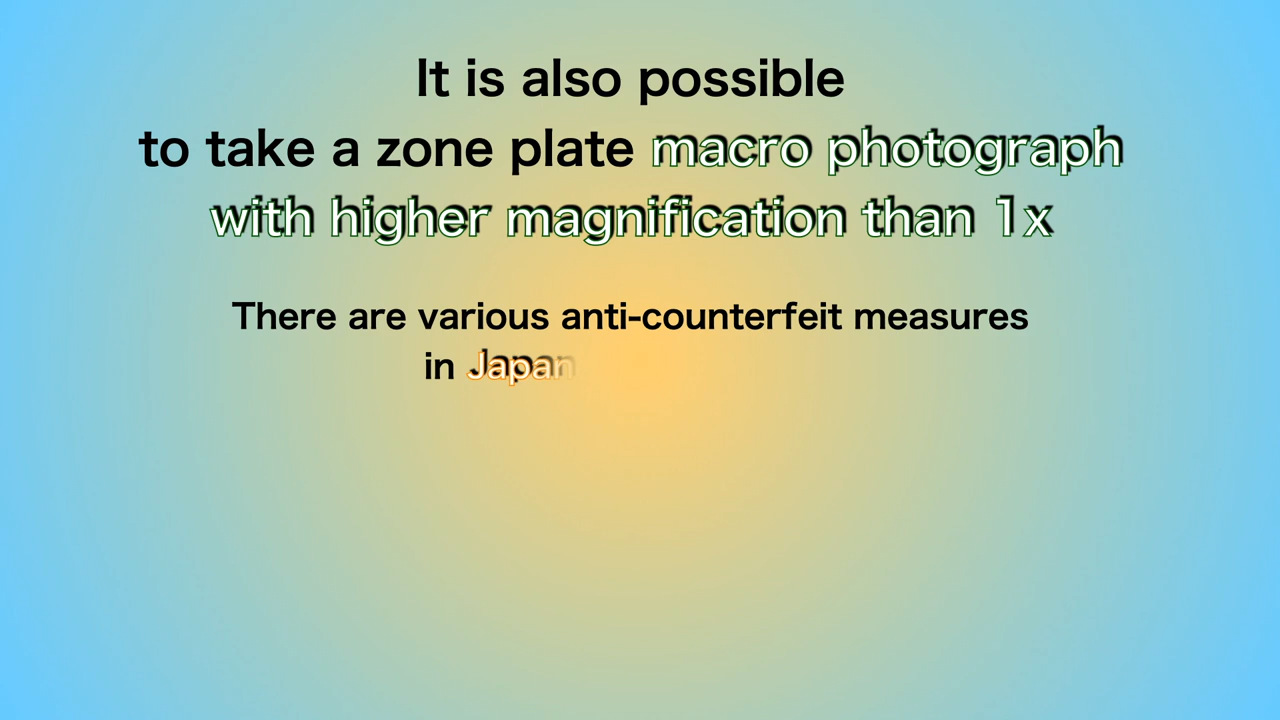 It is also possible
to take a zone plate macro photograph
with higher magnification than 1x
There are various anti-counterfeit measures
in Japan